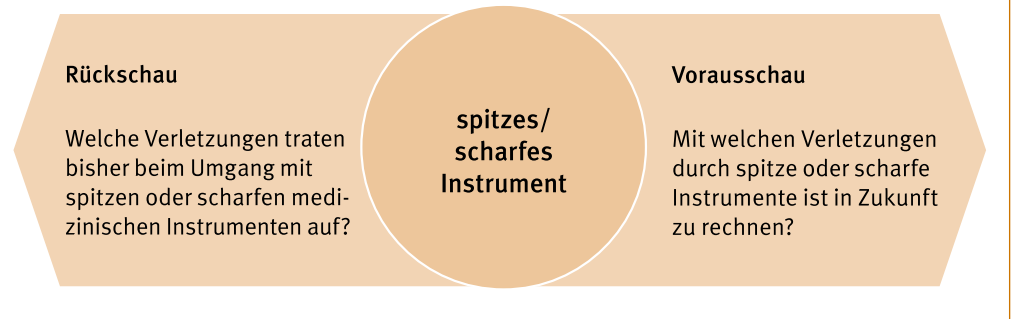 Rückschau
Welche Verletzungen traten
bisher beim Umgang mit
spitzen oder scharfen medi-
zinischen Instrumenten auf?
spitzes/
scharfes
Instrument
Vorausschau
Mit welchen Verletzungen
durch spitze oder scharfe
Instrumente ist in Zukunft
zu rechnen?